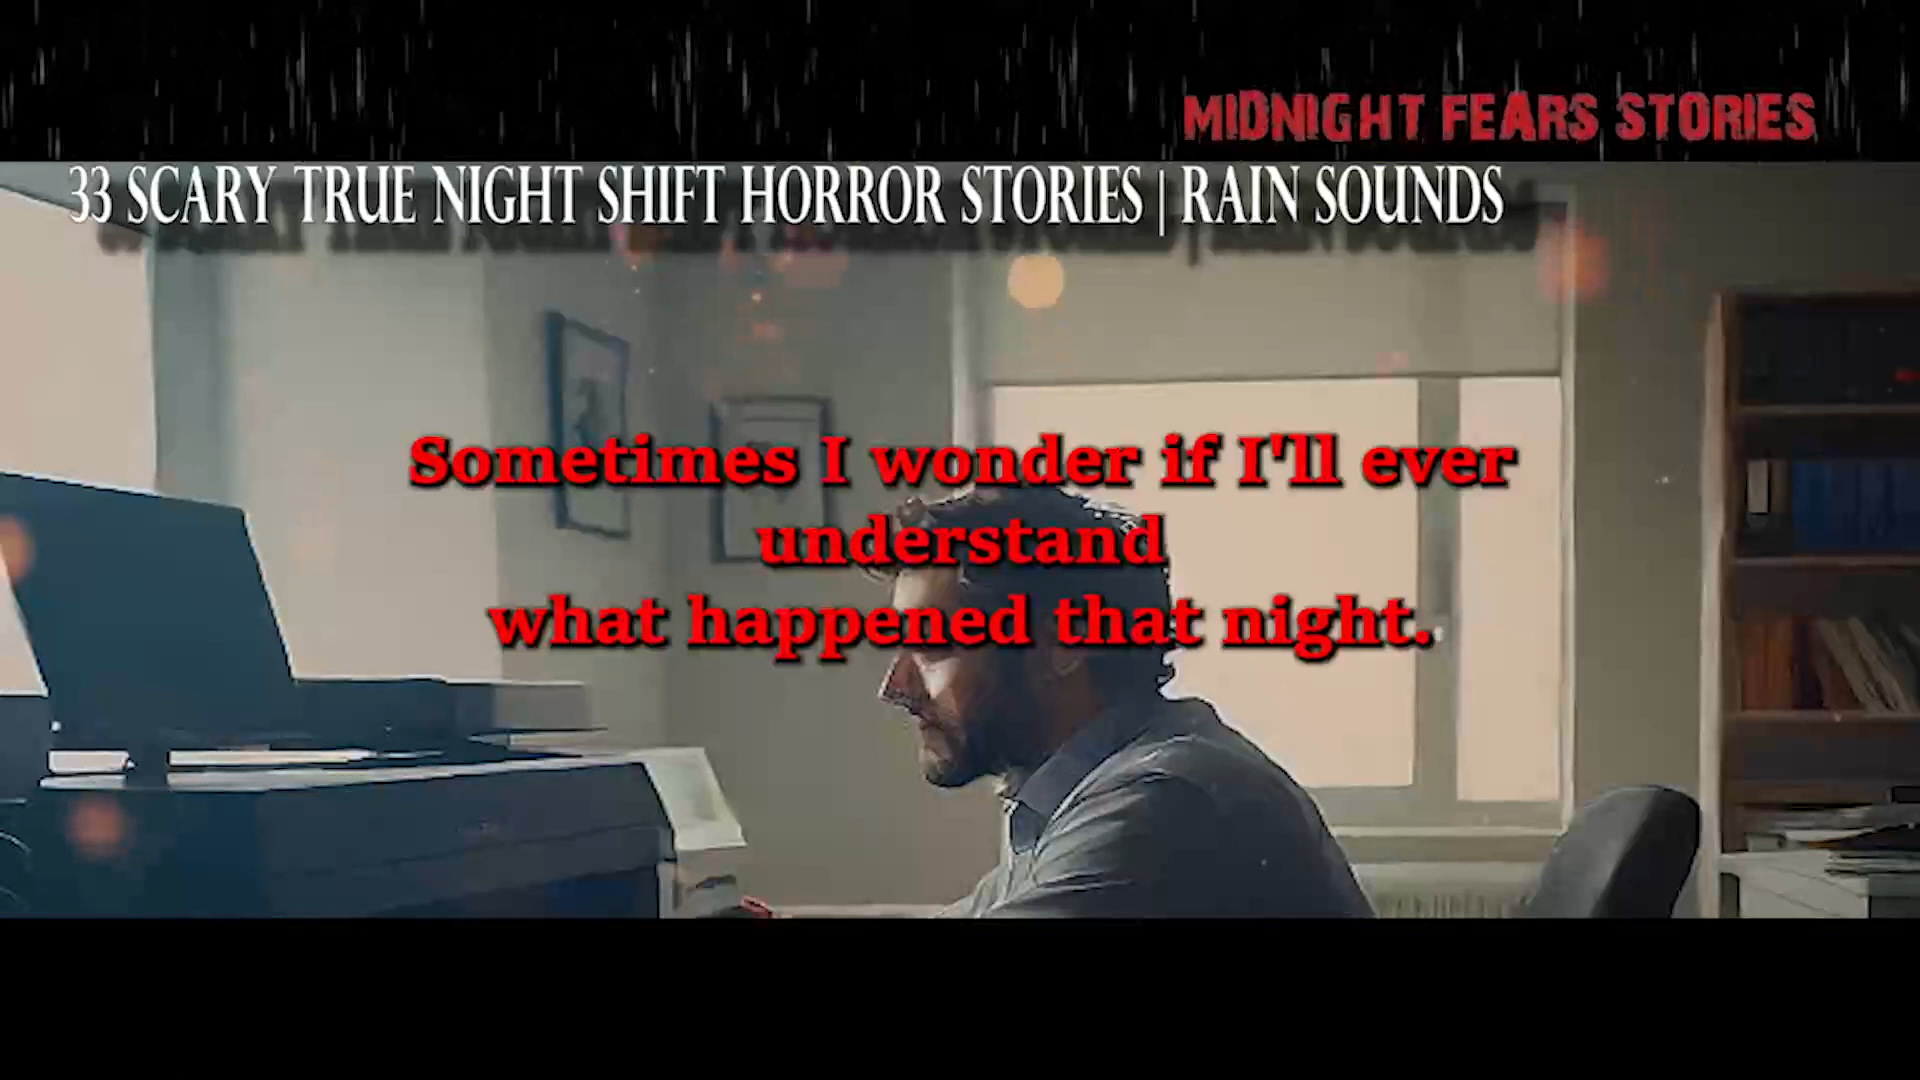 MIDNIGHT FEARS STORIES
33 SCARY TRUE NIGHT SHIFT HORROR STORIES | RAIN SOUNDS
Sometimes I wonder if I'll ever
understand
what happened that night.